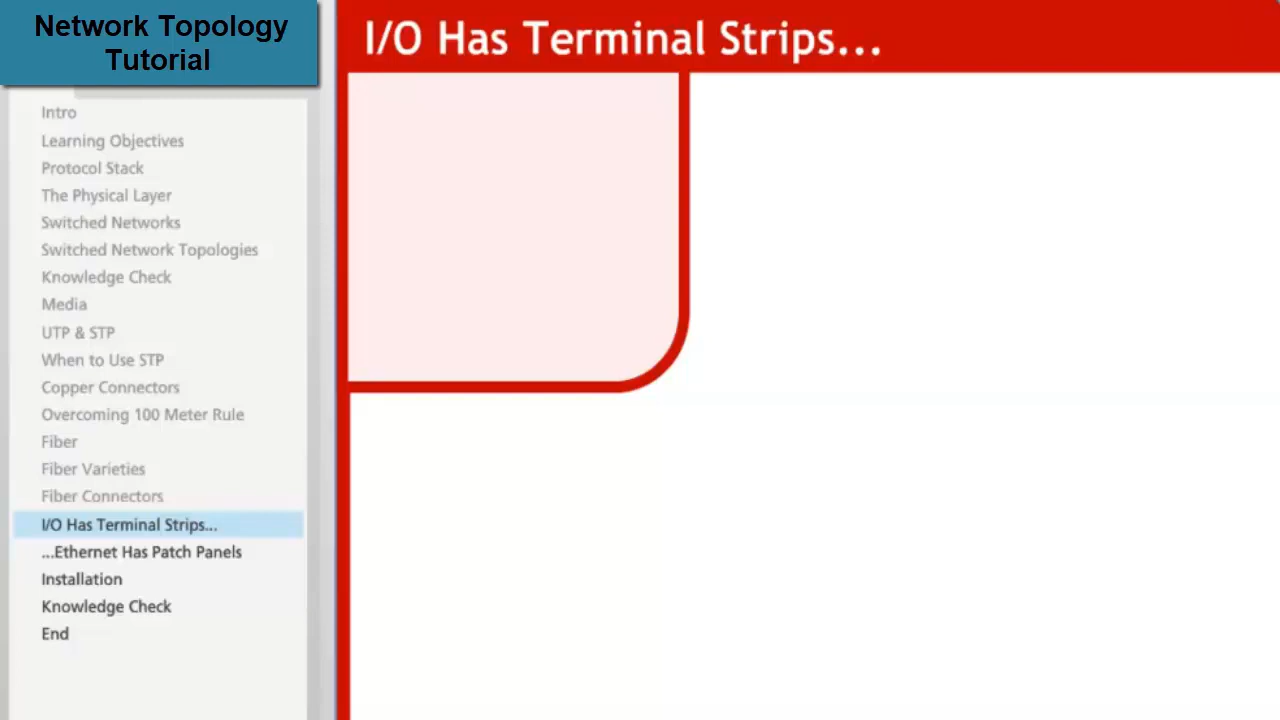 Network Topology
Tutorial
I/O Has Terminal Strips...
Intro
Learning Objectives
Protocol Stack
The Physical Layer
Switched Networks
Switched Network Topologies
Knowledge Check
Media
UTP & STP
When to Use STP
Copper Connectors
Overcoming 100 Meter Rule
Fiber
Fiber Varieties
Fiber Connectors
I/O Has Terminal Strips...
...Ethernet Has Patch Panels
Installation
Knowledge Check
End